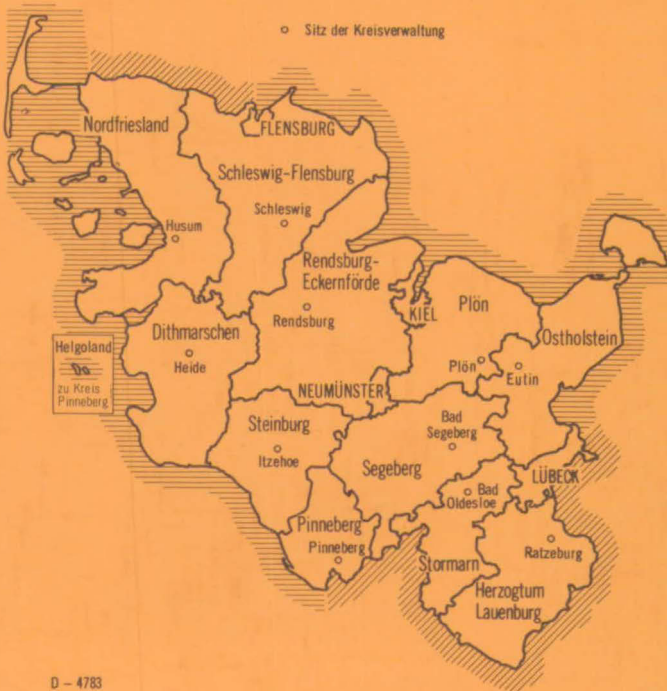 Sitz der Kreisverwaltung
Nordfriesland
FLENSBURG
Schleswig-Flensburg
Schleswig
Husum
Rendsburg-
Eckernförde
Rendsburg
KIEL
Plön
Plön
Ostholstein
Eutin
Dithmarschen
Heide
Helgoland
zu Kreis
Pinneberg
NEUMÜNSTER
Steinburg
Itzehoe
Bad
Segeberg
Segeberg
LÜBECK
Bad
Oldesloe
Pinneberg
Pinneberg
Stormarn
Ratzeburg
Herzogtum
Lauenburg
D - 4783